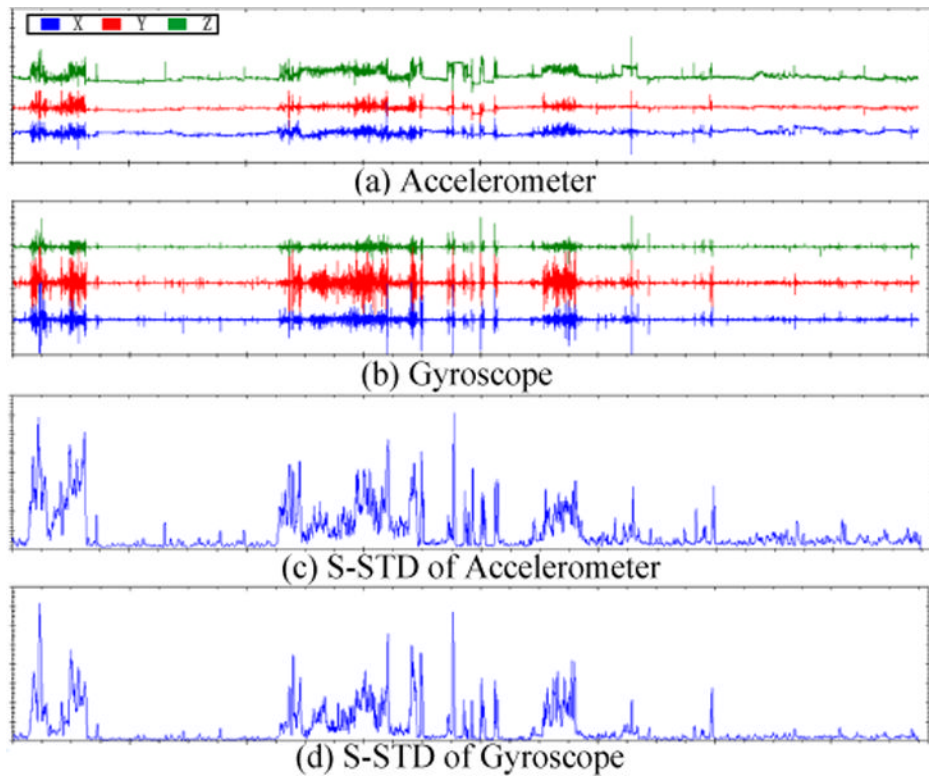 X Y Z
(a) Accelerometer
(b) Gyroscope
(c) S-STD of Accelerometer
(d) S-STD of Gyroscope